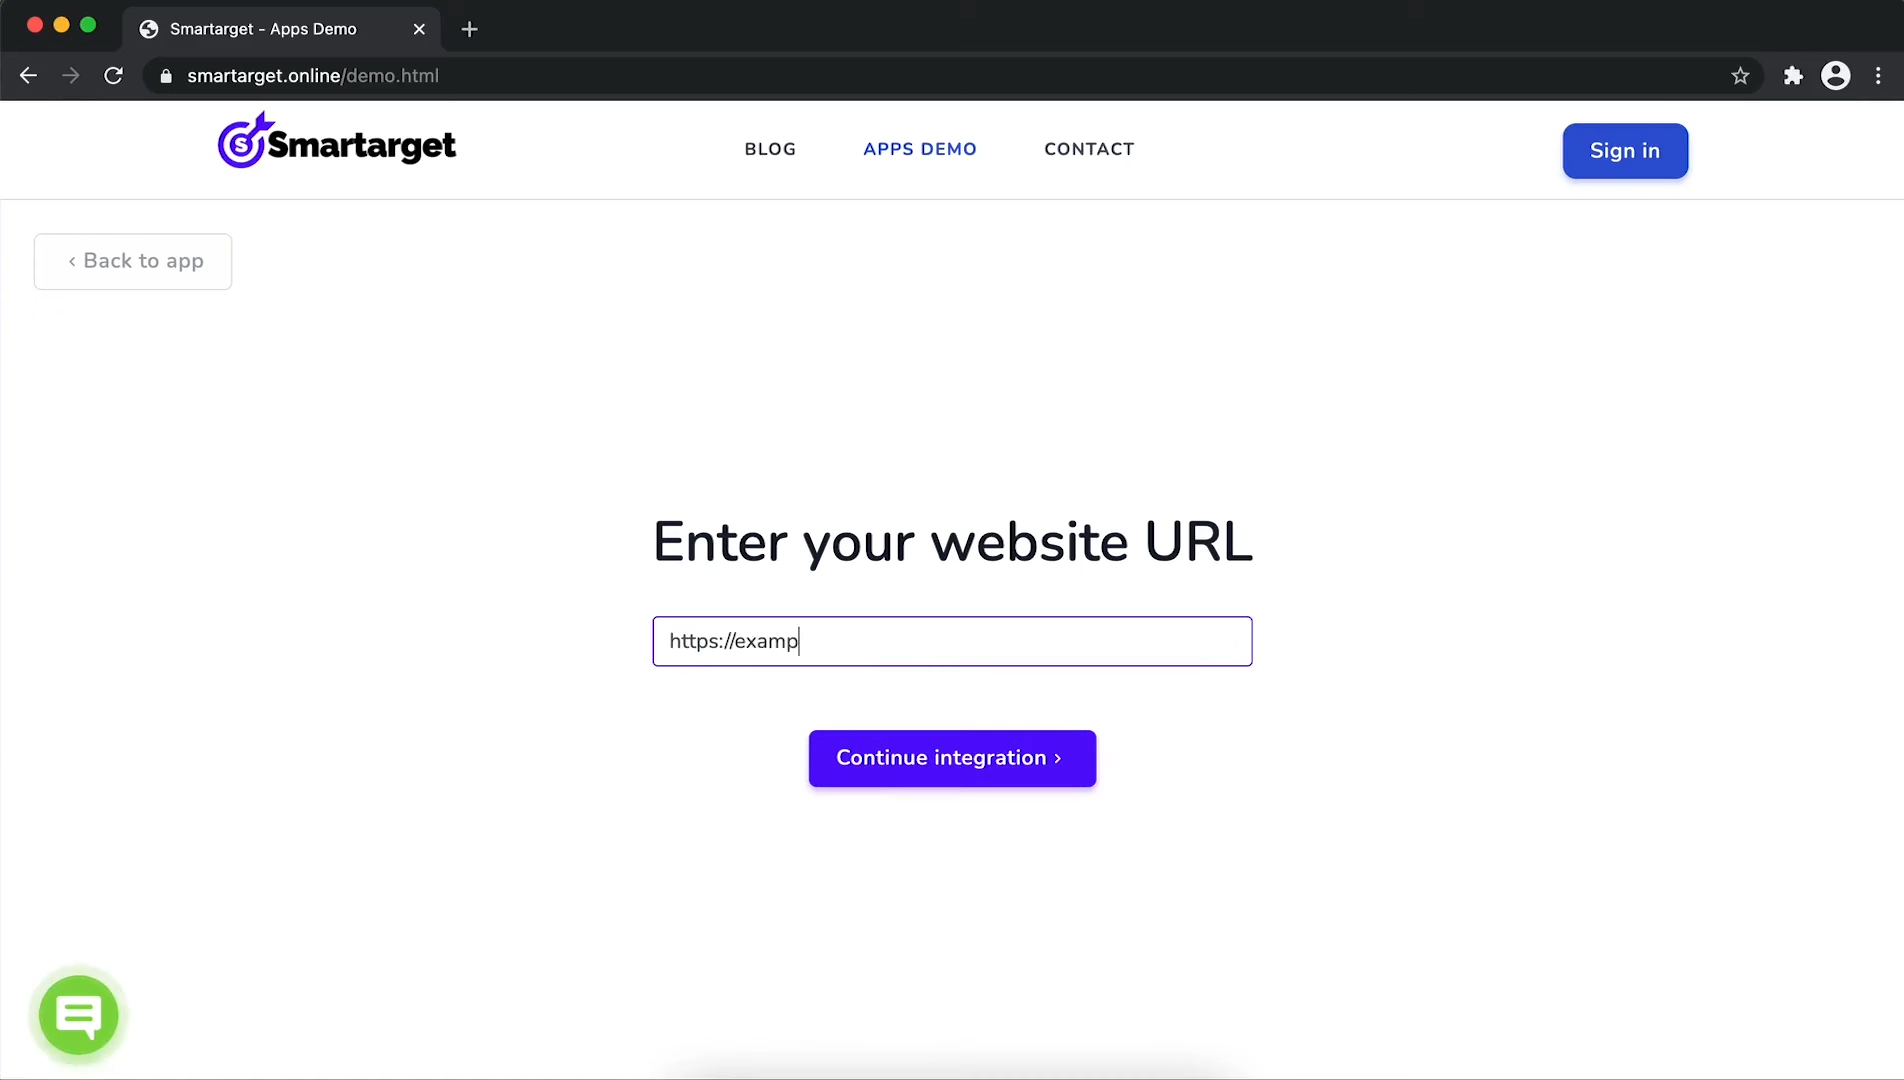 Smartarget - Apps Demo
smartarget.online/demo.html
Smartarget
BLOG
APPS DEMO
CONTACT
Sign in
‹ Back to app
Enter your website URL
https://examp
Continue integration ›